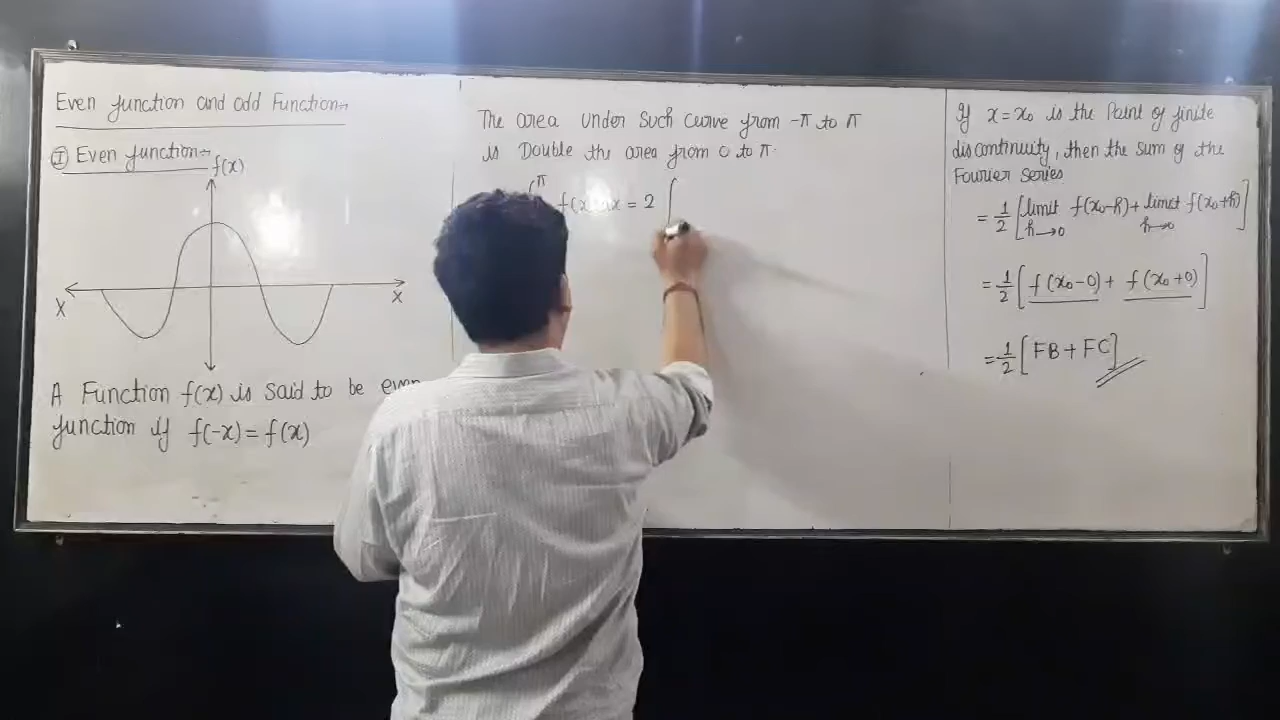 Even function and odd Function→
Ⓘ Even function→
f(x)
X
X
A Function f(x) is said to be even
function if f(-x) = f(x)
The area under such curve from -π to π
is Double the area from 0 to π.
∫ π f(x) dx = 2 ∫
If x = x₀ is the Point of finite
discontinuity, then the sum of the
Fourier Series
= 1/2 [limit h→0 f(x₀-h) + limit h→0 f(x₀+h)]
= 1/2 [f(x₀-0) + f(x₀+0)]
= 1/2 [FB + FC]